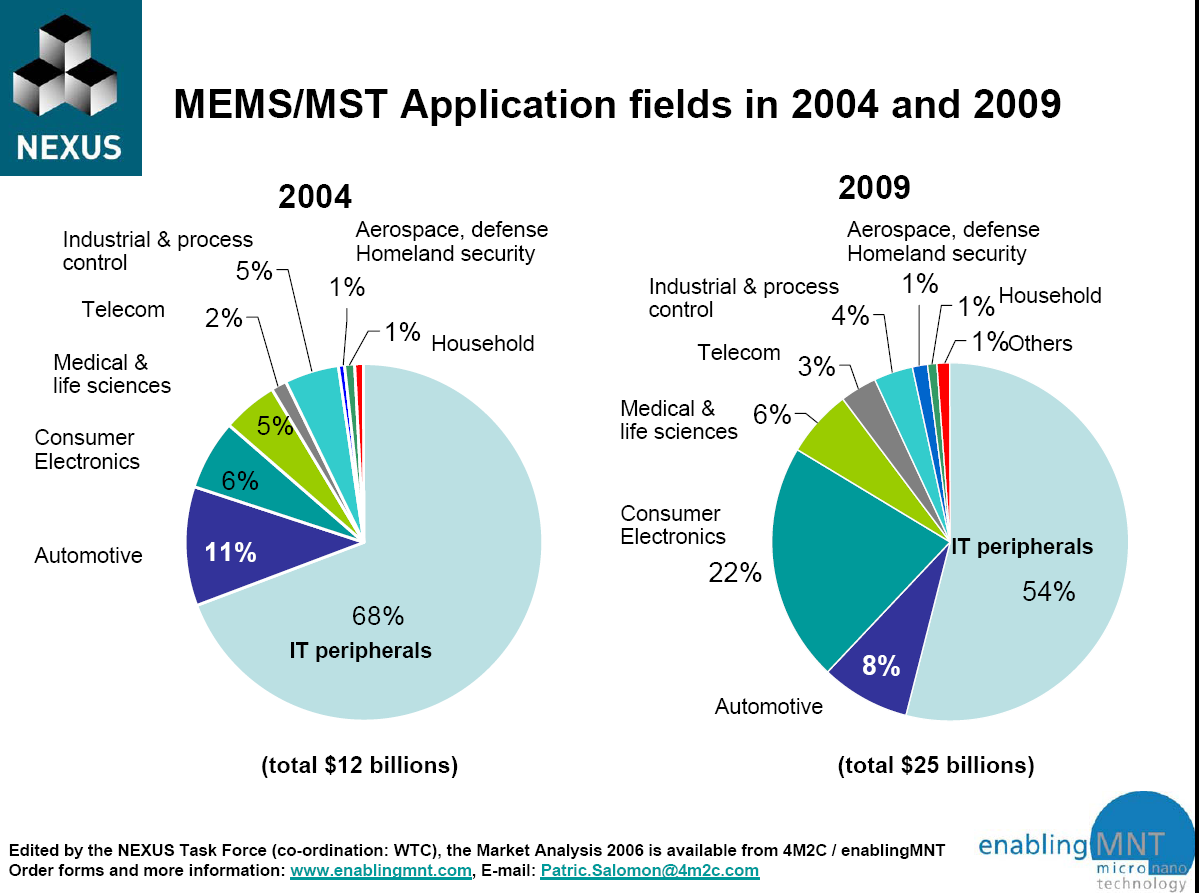 NEXUS
MEMS/MST Application fields in 2004 and 2009
2004
Industrial & process
control
5%
Aerospace, defense
Homeland security
1%
Telecom
2%
1%
Household
Medical &
life sciences
5%
Consumer
Electronics
6%
Automotive
11%
68%
IT peripherals
(total $12 billions)
2009
Aerospace, defense
Homeland security
1%
Industrial & process
control
4%
1% Household
1%Others
Telecom
3%
Medical &
life sciences
6%
Consumer
Electronics
22%
IT peripherals
54%
8%
Automotive
(total $25 billions)
Edited by the NEXUS Task Force (co-ordination: WTC), the Market Analysis 2006 is available from 4M2C / enablingMNT
Order forms and more information: www.enablingmnt.com, E-mail: Patric.Salomon@4m2c.com
enablingMNT
micro nano
technology